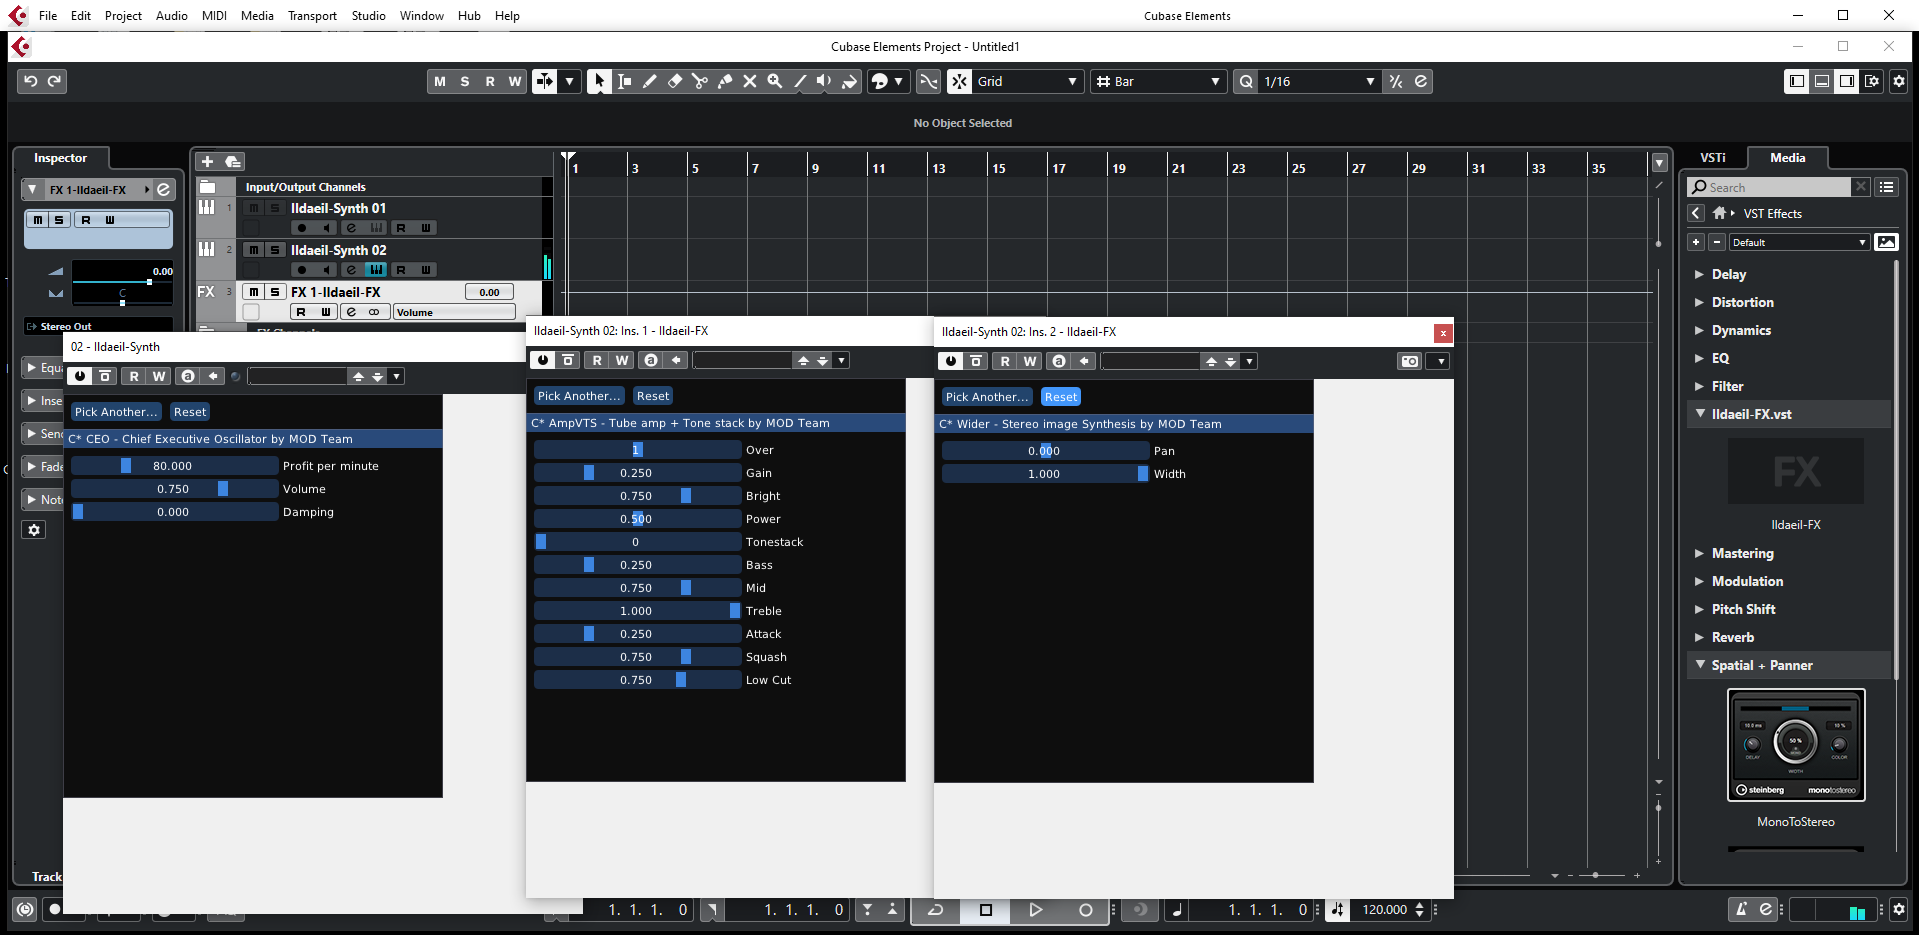 File Edit Project Audio MIDI Media Transport Studio Window Hub Help
Cubase Elements
Cubase Elements Project - Untitled1
M S R W
Grid
Bar
Q 1/16
No Object Selected
Inspector
FX 1-Ildaeil-FX
M S R W
0.00
C
Stereo Out
Input/Output Channels
1 M S Ildaeil-Synth 01
R W
2 M S Ildaeil-Synth 02
R W
FX 3 M S FX 1-Ildaeil-FX 0.00
R W Volume
1 3 5 7 9 11 13 15 17 19 21 23 25 27 29 31 33 35
02 - Ildaeil-Synth
R W a
Pick Another... Reset
C* CEO - Chief Executive Oscillator by MOD Team
80.000 Profit per minute
0.750 Volume
0.000 Damping
Track
Ildaeil-Synth 02: Ins. 1 - Ildaeil-FX
R W a
Pick Another... Reset
C* AmpVTS - Tube amp + Tone stack by MOD Team
1 Over
0.250 Gain
0.750 Bright
0.500 Power
0 Tonestack
0.250 Bass
0.750 Mid
1.000 Treble
0.250 Attack
0.750 Squash
0.750 Low Cut
Ildaeil-Synth 02: Ins. 2 - Ildaeil-FX
R W a
Pick Another... Reset
C* Wider - Stereo image Synthesis by MOD Team
0.000 Pan
1.000 Width
VSTi Media
Search
VST Effects
Default
Delay
Distortion
Dynamics
EQ
Filter
Ildaeil-FX.vst
FX
Ildaeil-FX
Mastering
Modulation
Pitch Shift
Reverb
Spatial + Panner
10.0 ms 10 %
50 %
DELAY COLOR
WIDTH
steinberg monotostereo
MonoToStereo
1. 1. 1. 0
1. 1. 1. 0
1. 1. 1. 0
120.000